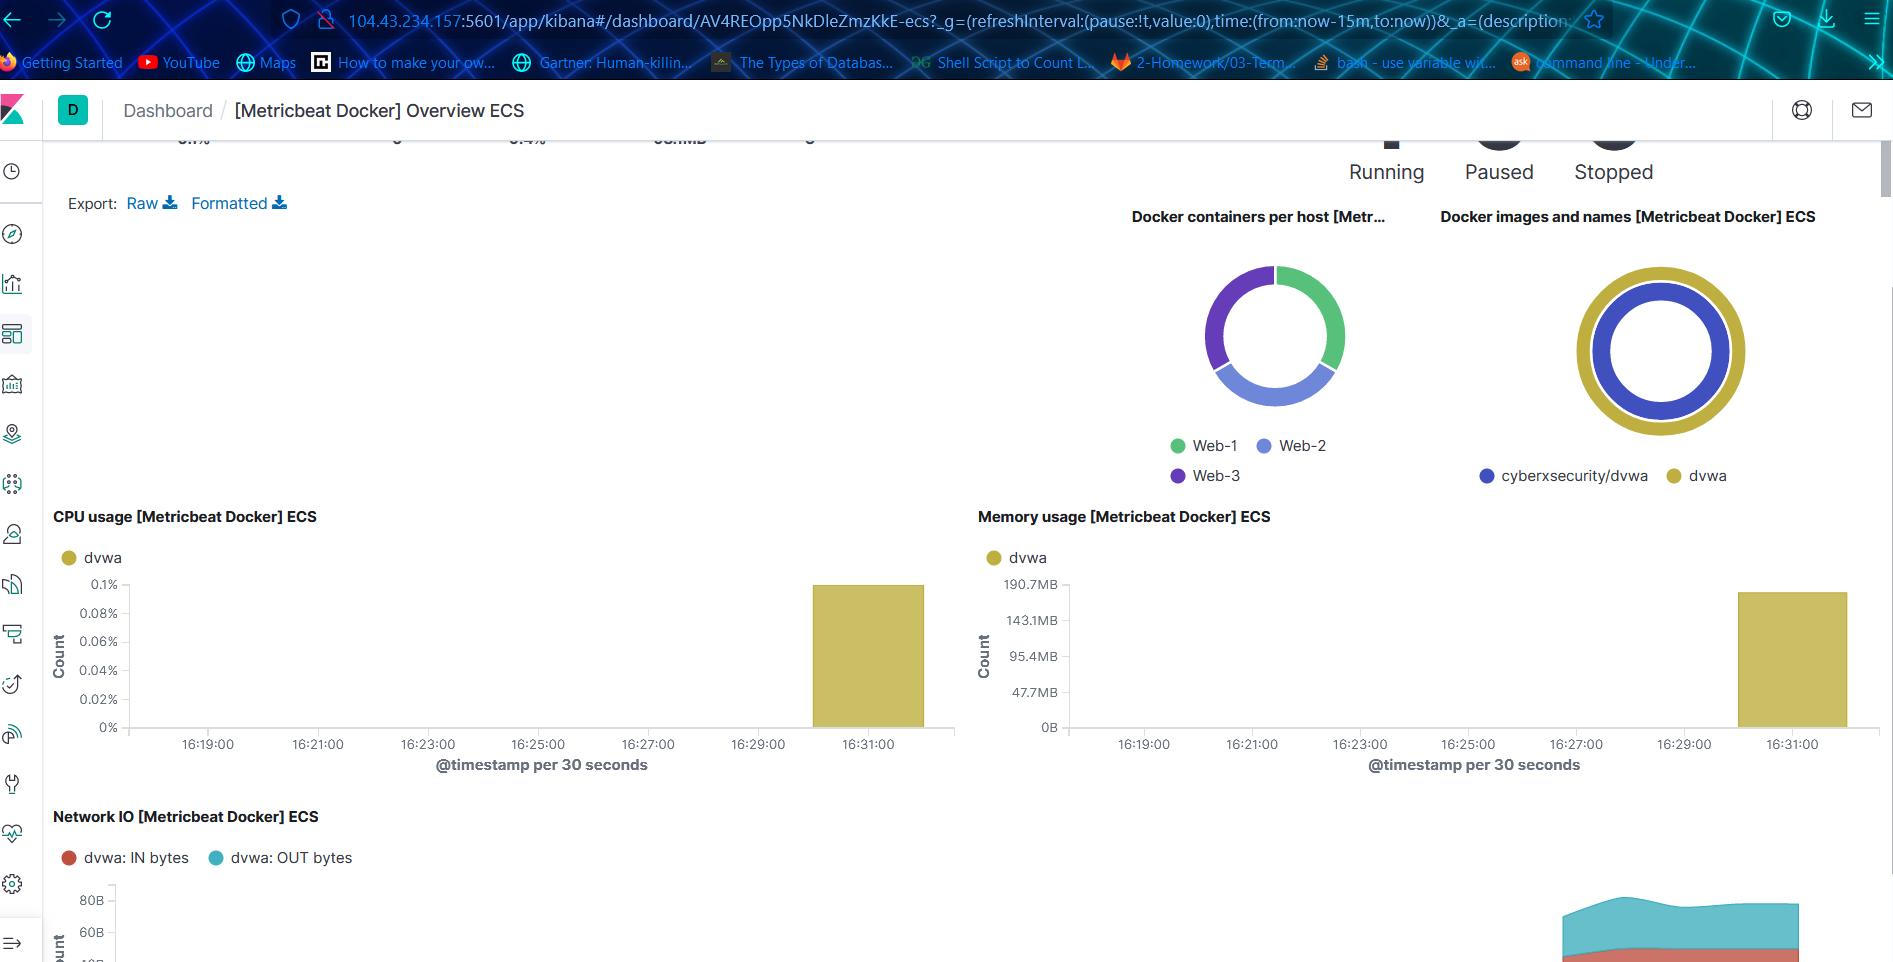 104.43.234.157:5601/app/kibana#/dashboard/AV4REOpp5NkDleZmzKkE-ecs?_g=(refreshInterval:(pause:!t,value:0),time:(from:now-15m,to:now))&_a=(description:
Getting Started YouTube Maps How to make your ow... Gartner: Human-killin... The Types of Databas... Shell Script to Count L... 2-Homework/03-Term... bash - use variable wit... command line - Under...
D Dashboard / [Metricbeat Docker] Overview ECS
Running Paused Stopped
Export: Raw Formatted
Docker containers per host [Metr... Docker images and names [Metricbeat Docker] ECS
Web-1 Web-2
Web-3
cyberxsecurity/dvwa dvwa
CPU usage [Metricbeat Docker] ECS
dvwa
0.1%
0.08%
0.06%
0.04%
0.02%
0%
Count
16:19:00 16:21:00 16:23:00 16:25:00 16:27:00 16:29:00 16:31:00
@timestamp per 30 seconds
Memory usage [Metricbeat Docker] ECS
dvwa
190.7MB
143.1MB
95.4MB
47.7MB
0B
Count
16:19:00 16:21:00 16:23:00 16:25:00 16:27:00 16:29:00 16:31:00
@timestamp per 30 seconds
Network IO [Metricbeat Docker] ECS
dvwa: IN bytes dvwa: OUT bytes
80B
60B